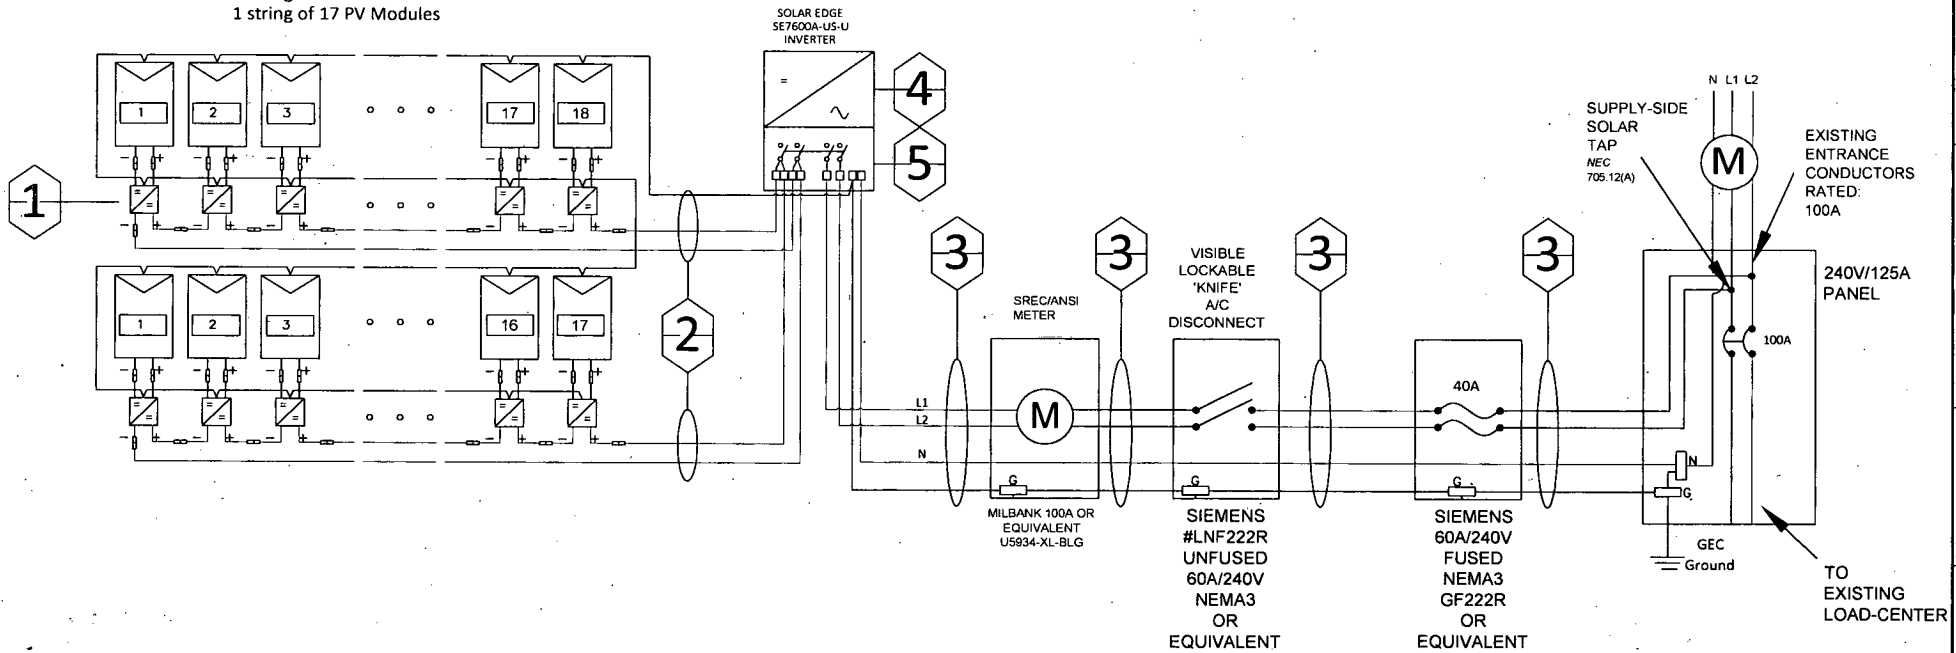 1 string of 17 PV Modules
SOLAR EDGE
SE7600A-US-U
INVERTER
1 2 3 17 18
1
4
5
2
1 2 3 16 17
3 3 3 3
L1
L2
N
SREC/ANSI
METER
M
G
MILBANK 100A OR
EQUIVALENT
U5934-XL-BLG
VISIBLE
LOCKABLE
'KNIFE'
A/C
DISCONNECT
G
SIEMENS
#LNF222R
UNFUSED
60A/240V
NEMA3
OR
EQUIVALENT
40A
G
SIEMENS
60A/240V
FUSED
NEMA3
GF222R
OR
EQUIVALENT
N L1 L2
M
SUPPLY-SIDE
SOLAR
TAP
NEC
705.12(A)
EXISTING
ENTRANCE
CONDUCTORS
RATED:
100A
240V/125A
PANEL
100A
N
G
GEC
Ground
TO
EXISTING
LOAD-CENTER